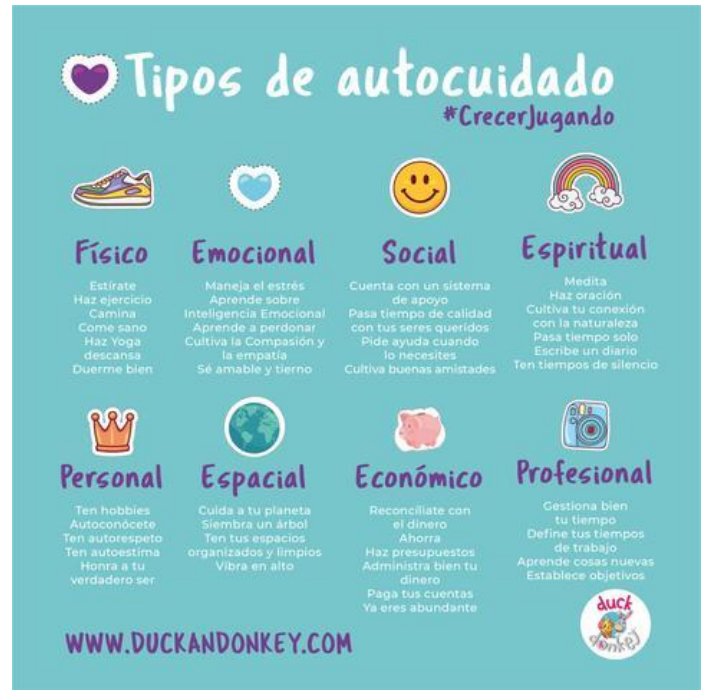 Tipos de autocuidado
#CrecerJugando
Físico
Estírate
Haz ejercicio
Camina
Come sano
Haz Yoga
descansa
Duerme bien
Emocional
Maneja el estrés
Aprende sobre
Inteligencia Emocional
Aprende a perdonar
Cultiva la Compasión y
la empatía
Sé amable y tierno
Social
Cuenta con un sistema
de apoyo
Pasa tiempo de calidad
con tus seres queridos
Pide ayuda cuando
lo necesites
Cultiva buenas amistades
Espiritual
Medita
Haz oración
Cultiva tu conexión
con la naturaleza
Pasa tiempo solo
Escribe un diario
Ten tiempos de silencio
Personal
Ten hobbies
Autoconócete
Ten autorespeto
Ten autoestima
Honra a tu
verdadero ser
Espacial
Cuida a tu planeta
Siembra un árbol
Ten tus espacios
organizados y limpios
Vibra en alto
Económico
Reconcíliate con
el dinero
Ahorra
Haz presupuestos
Administra bien tu
dinero
Paga tus cuentas
Ya eres abundante
Profesional
Gestiona bien
tu tiempo
Define tus tiempos
de trabajo
Aprende cosas nuevas
Establece objetivos
duck
donkey
WWW.DUCKANDONKEY.COM